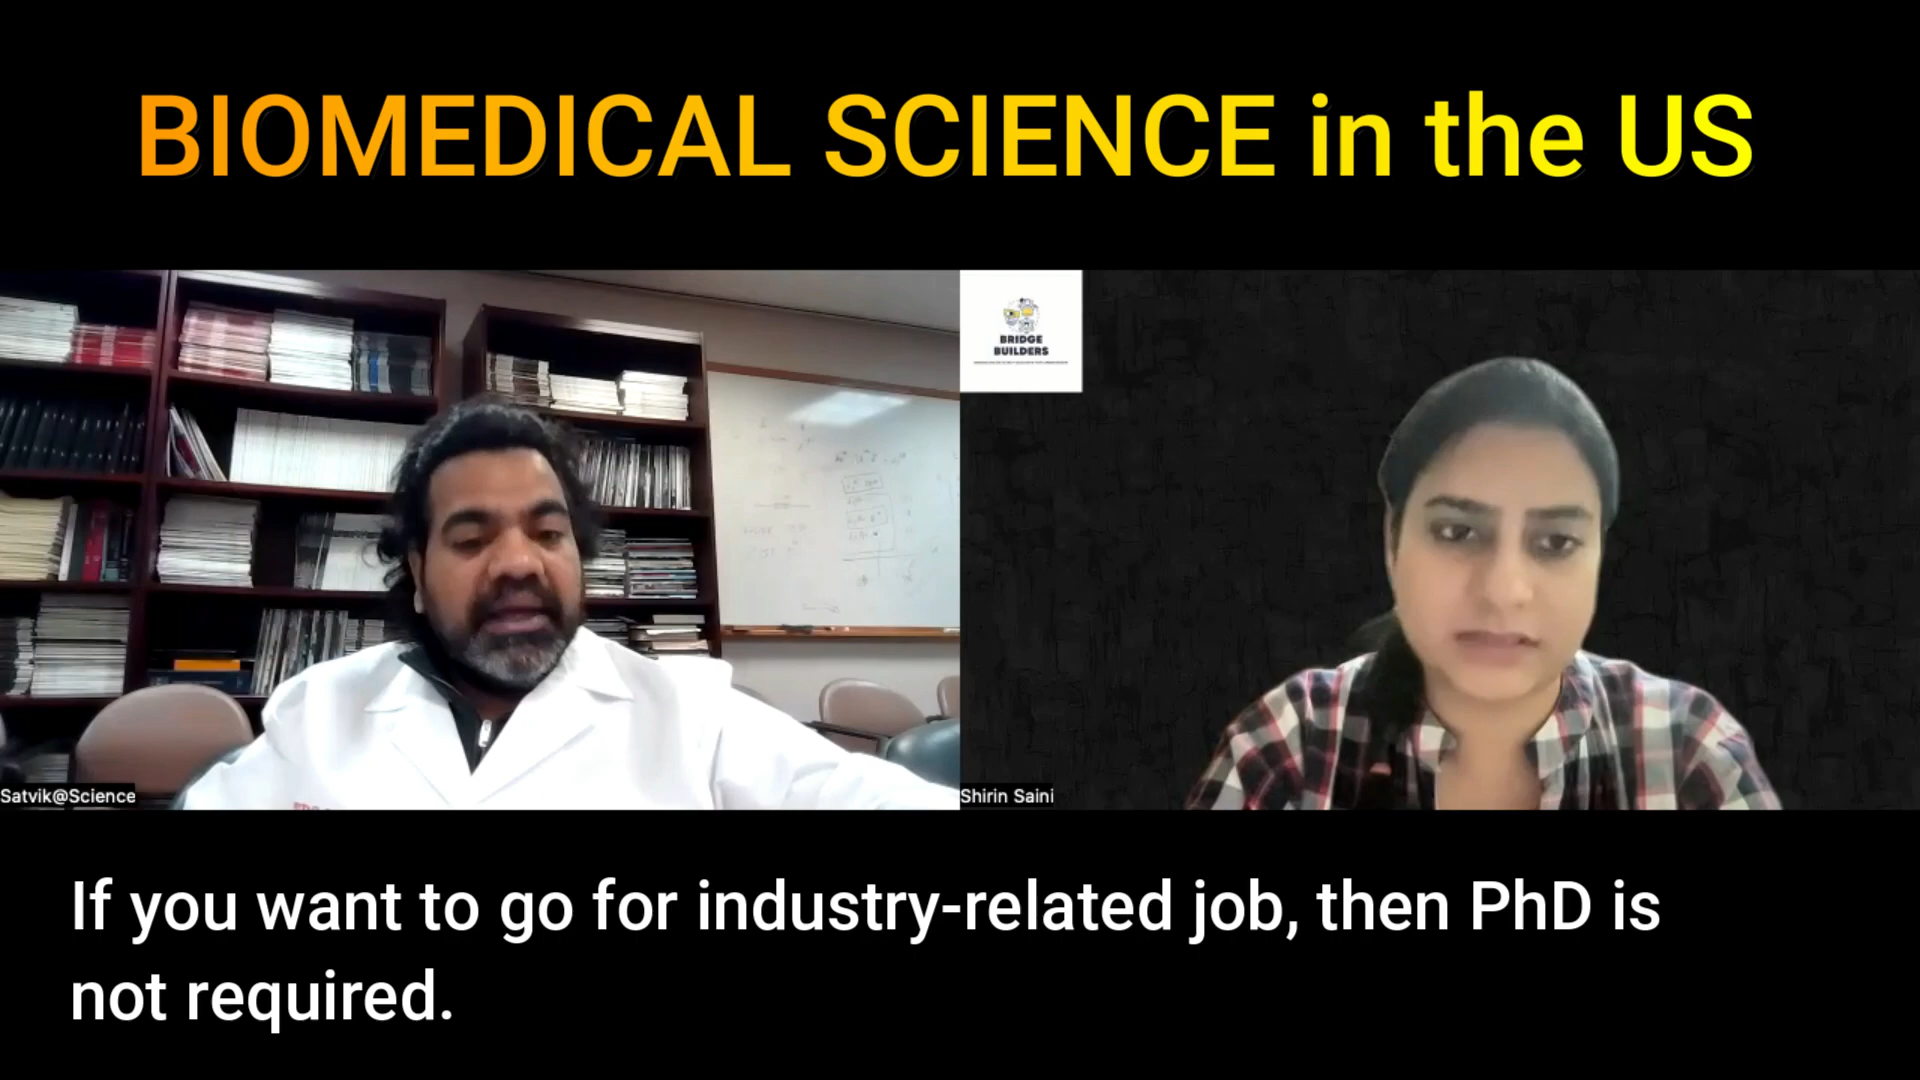 BIOMEDICAL SCIENCE in the US
BRIDGE
BUILDERS
Satvik@Science
Shirin Saini
If you want to go for industry-related job, then PhD is
not required.